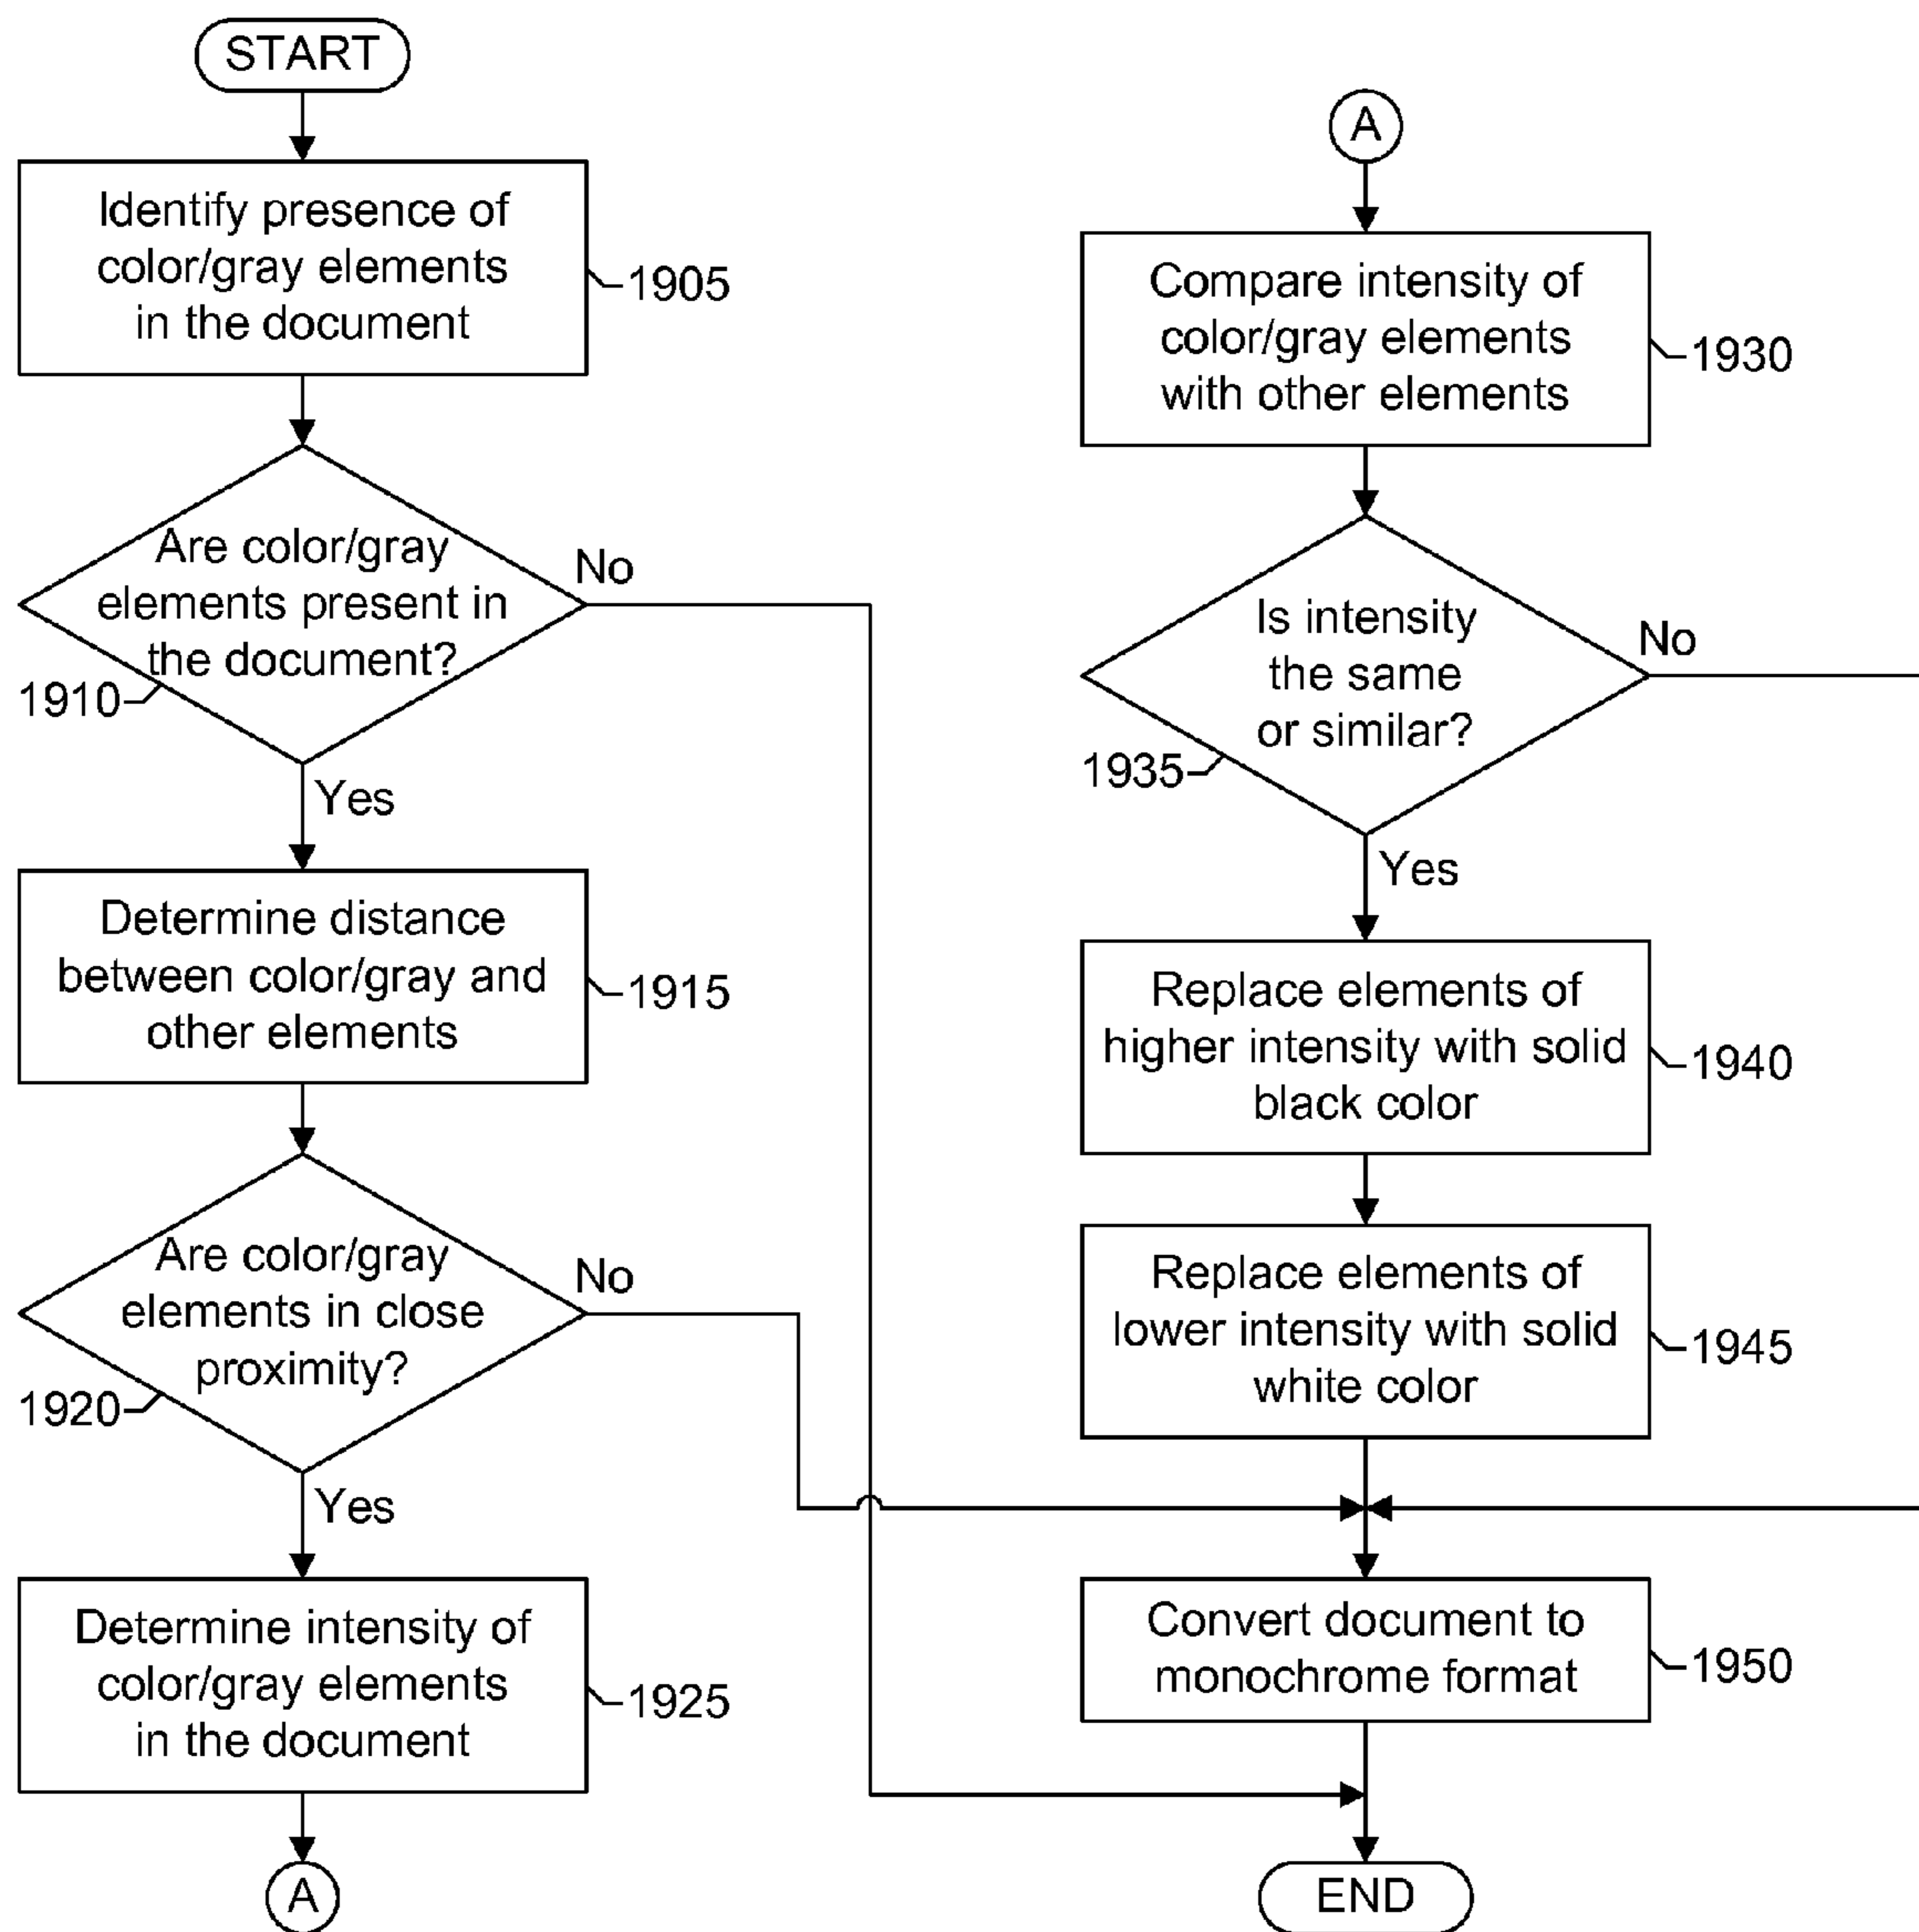 START
Identify presence of
color/gray elements
in the document
1905
Are color/gray
elements present in
the document?
No
1910
Yes
Determine distance
between color/gray and
other elements
1915
Are color/gray
elements in close
proximity?
No
1920
Yes
Determine intensity of
color/gray elements
in the document
1925
A
A
Compare intensity of
color/gray elements
with other elements
1930
Is intensity
the same
or similar?
No
1935
Yes
Replace elements of
higher intensity with solid
black color
1940
Replace elements of
lower intensity with solid
white color
1945
Convert document to
monochrome format
1950
END